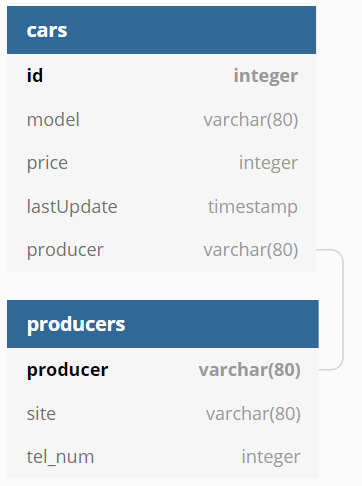 cars
id integer
model varchar(80)
price integer
lastUpdate timestamp
producer varchar(80)
producers
producer varchar(80)
site varchar(80)
tel_num integer